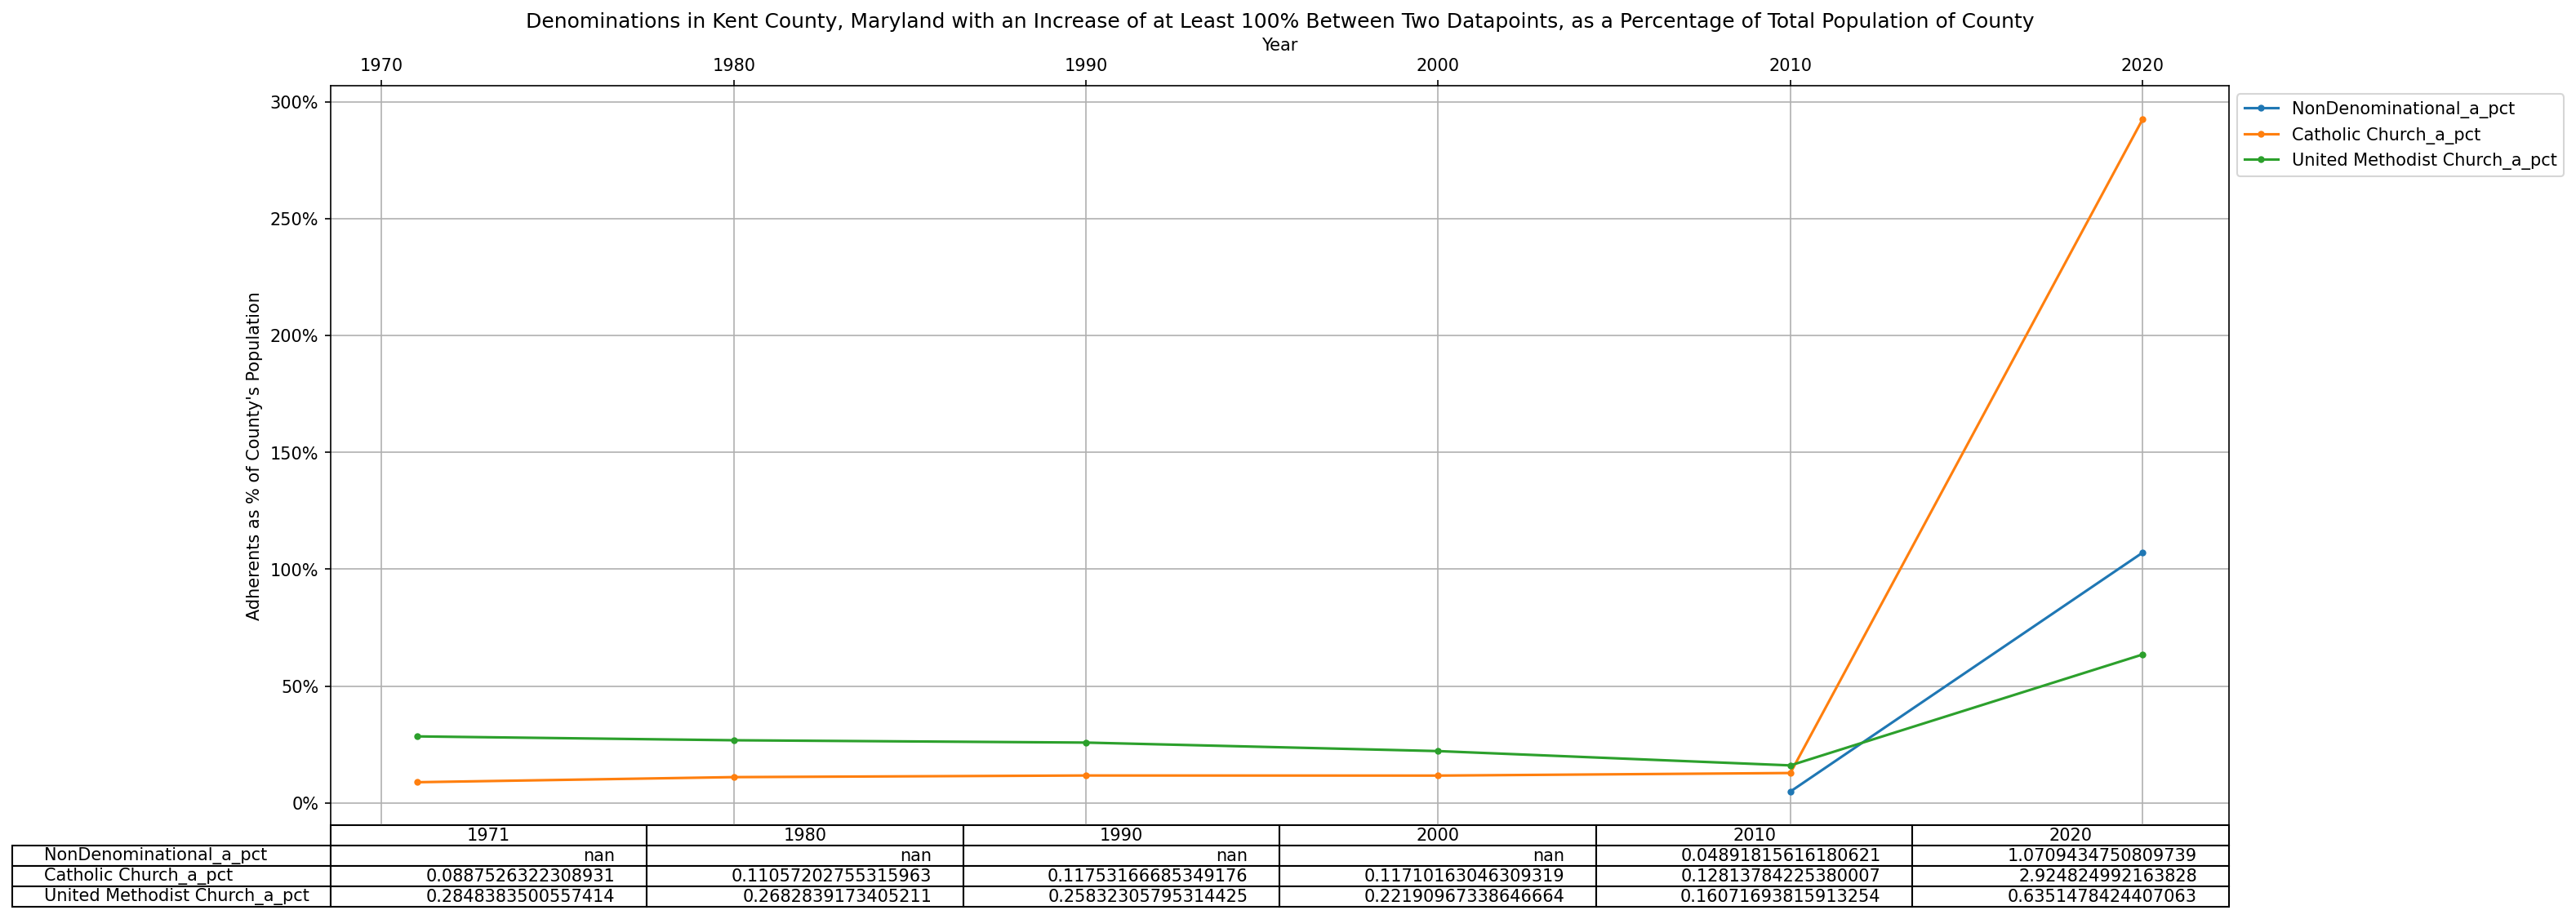 Denominations in Kent County, Maryland with an Increase of at Least 100% Between Two Datapoints, as a Percentage of Total Population of County
Year
1970 1980 1990 2000 2010 2020
300%
250%
200%
150%
100%
50%
0%
Adherents as % of County's Population
NonDenominational_a_pct
Catholic Church_a_pct
United Methodist Church_a_pct
1971 1980 1990 2000 2010 2020
NonDenominational_a_pct nan nan nan nan 0.04891815616180621 1.0709434750809739
Catholic Church_a_pct 0.0887526322308931 0.11057202755315963 0.11753166685349176 0.11710163046309319 0.12813784225380007 2.924824992163828
United Methodist Church_a_pct 0.2848383500557414 0.2682839173405211 0.25832305795314425 0.22190967338646664 0.16071693815913254 0.6351478424407063